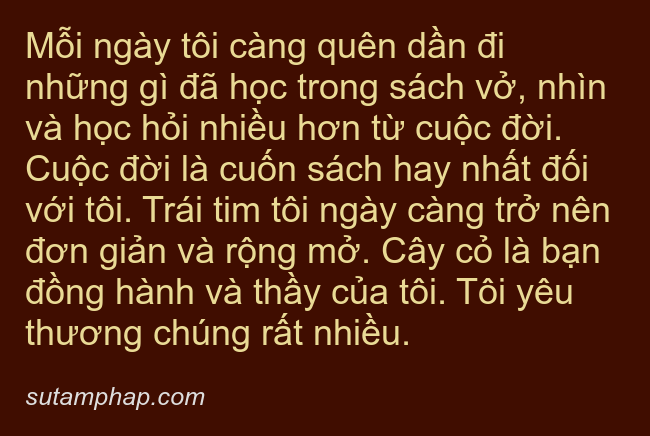 Mỗi ngày tôi càng quên dần đi
những gì đã học trong sách vở, nhìn
và học hỏi nhiều hơn từ cuộc đời.
Cuộc đời là cuốn sách hay nhất đối
với tôi. Trái tim tôi ngày càng trở nên
đơn giản và rộng mở. Cây cỏ là bạn
đồng hành và thầy của tôi. Tôi yêu
thương chúng rất nhiều.
sutamphap.com